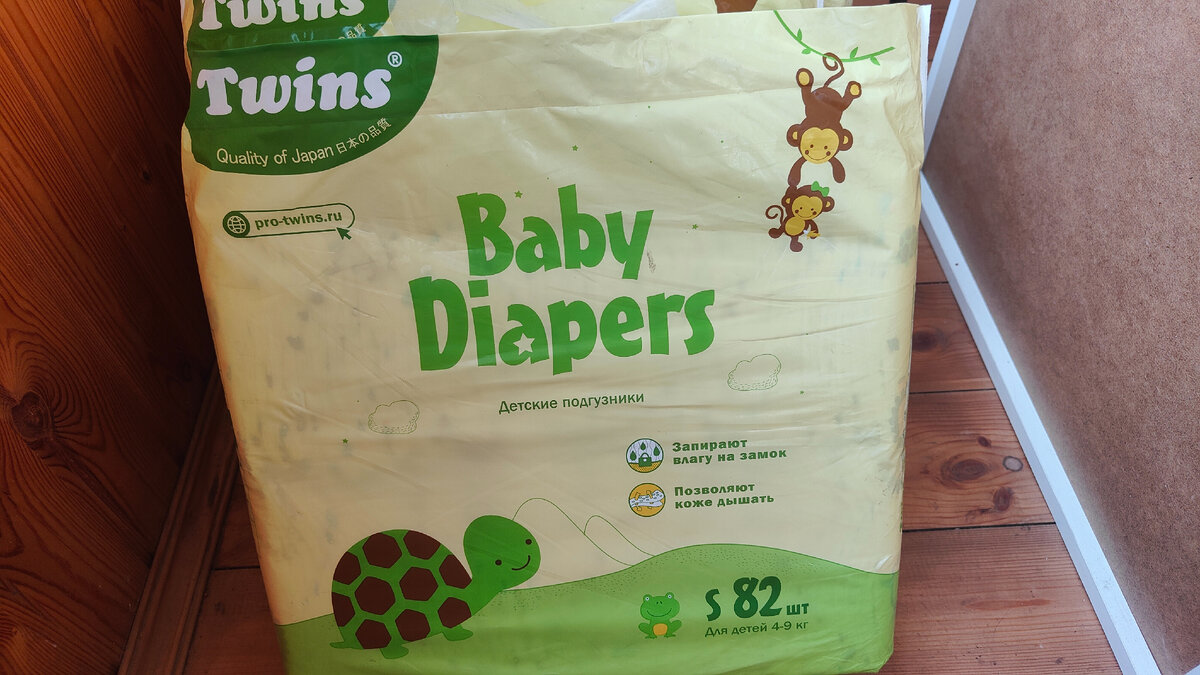 Twins
Twins®
Quality of Japan 日本の品質
pro-twins.ru
Baby
Diapers
Детские подгузники
Запирают
влагу на замок
Позволяют
коже дышать
S 82 шт
Для детей 4-9 кг